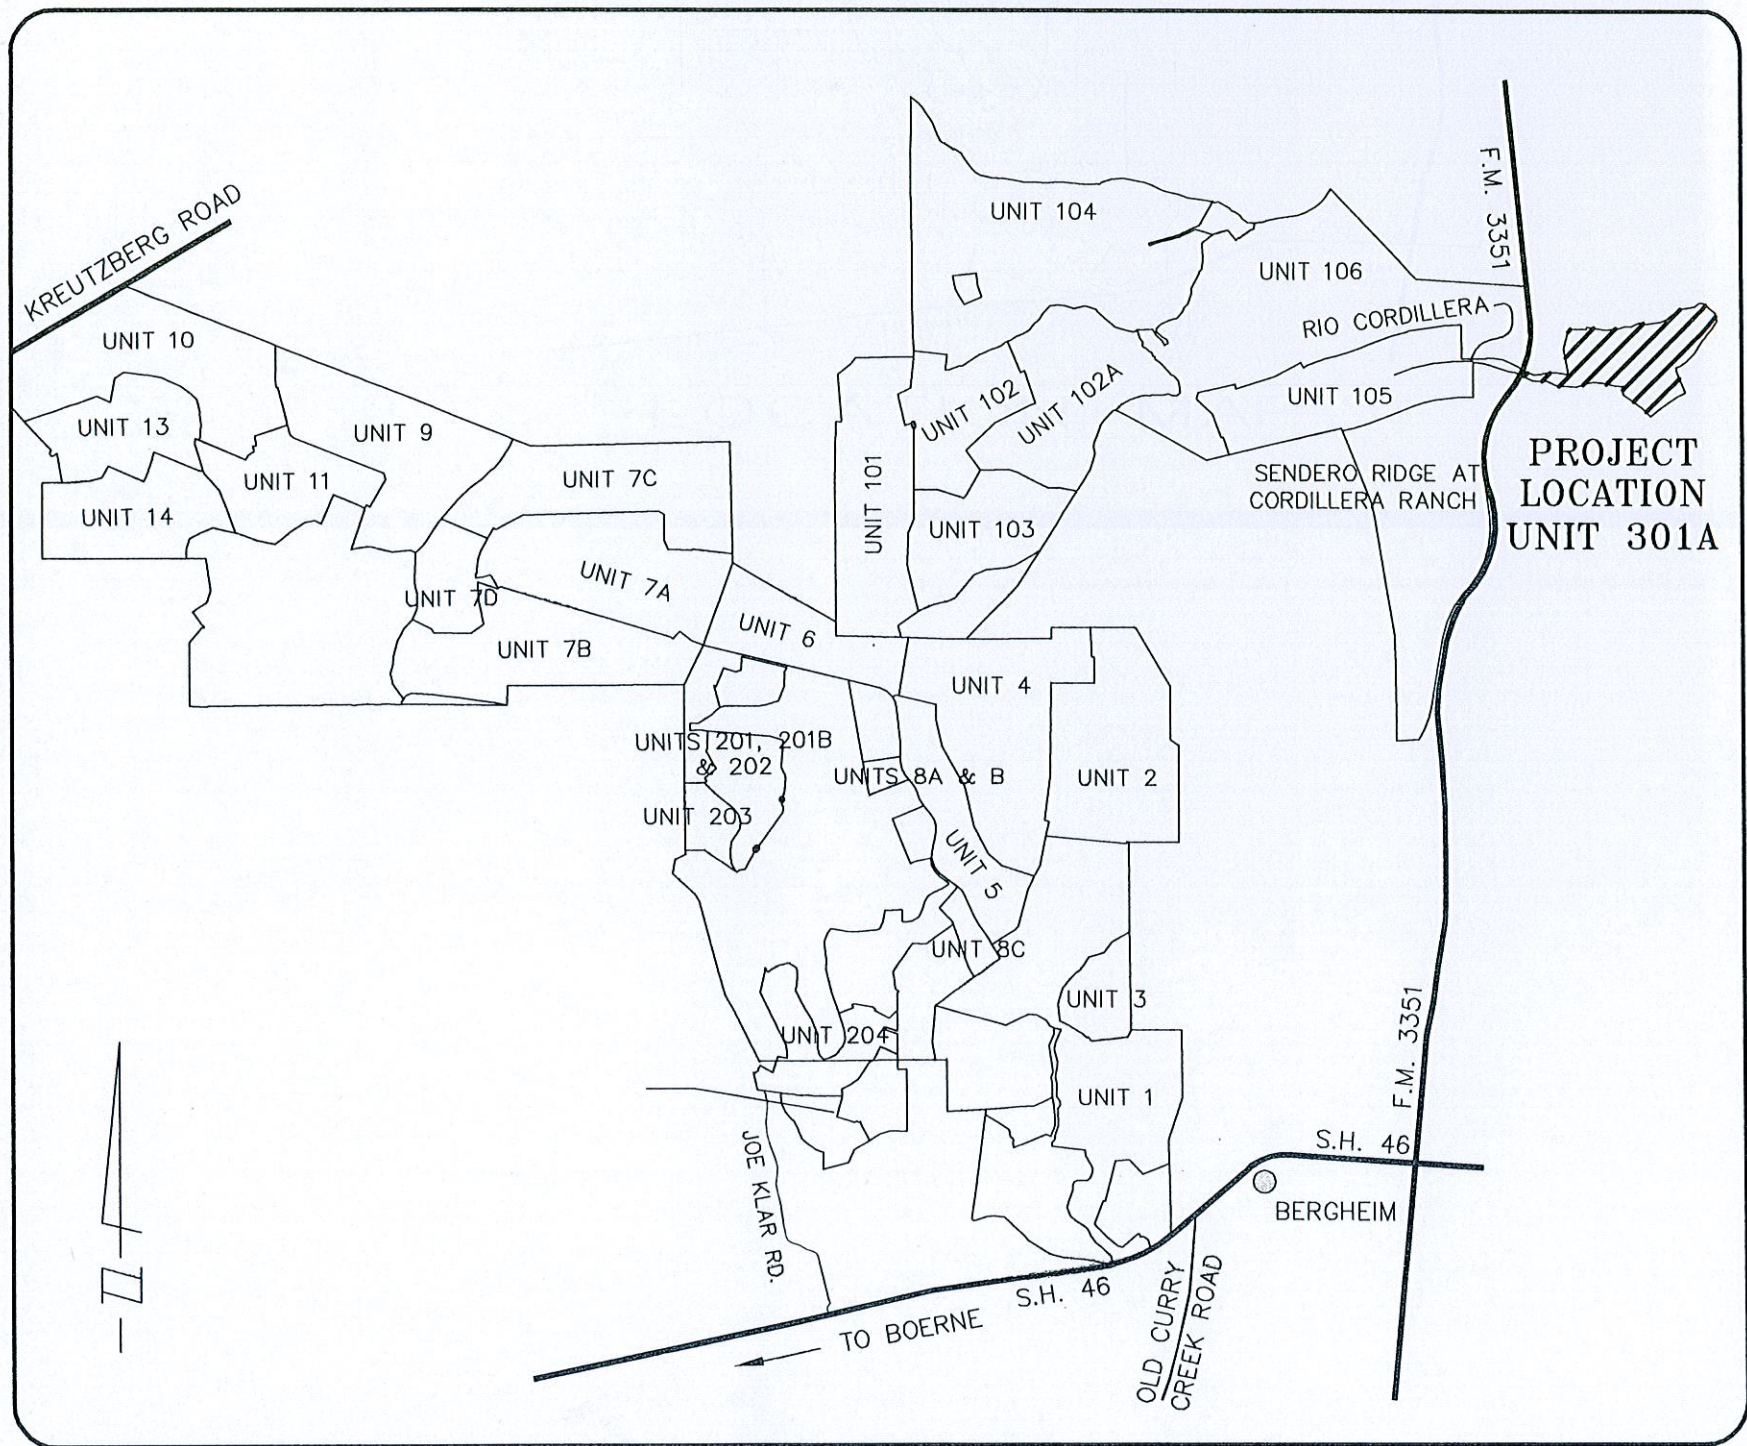 KREUTZBERG ROAD
UNIT 10
UNIT 13
UNIT 14
UNIT 11
UNIT 9
UNIT 7C
UNIT 7A
UNIT 7D
UNIT 7B
UNIT 6
UNIT 104
UNIT 106
F.M. 3351
RIO CORDILLERA
UNIT 105
UNIT 102
UNIT 102A
UNIT 101
UNIT 103
SENDERO RIDGE AT
CORDILLERA RANCH
PROJECT
LOCATION
UNIT 301A
UNIT 4
UNITS 201, 201B
& 202
UNIT 203
UNITS 8A & B
UNIT 2
UNIT 5
UNIT 8C
UNIT 3
UNIT 204
UNIT 1
F.M. 3351
S.H. 46
BERGHEIM
JOE KLAR RD.
S.H. 46
TO BOERNE
OLD CURRY
CREEK ROAD